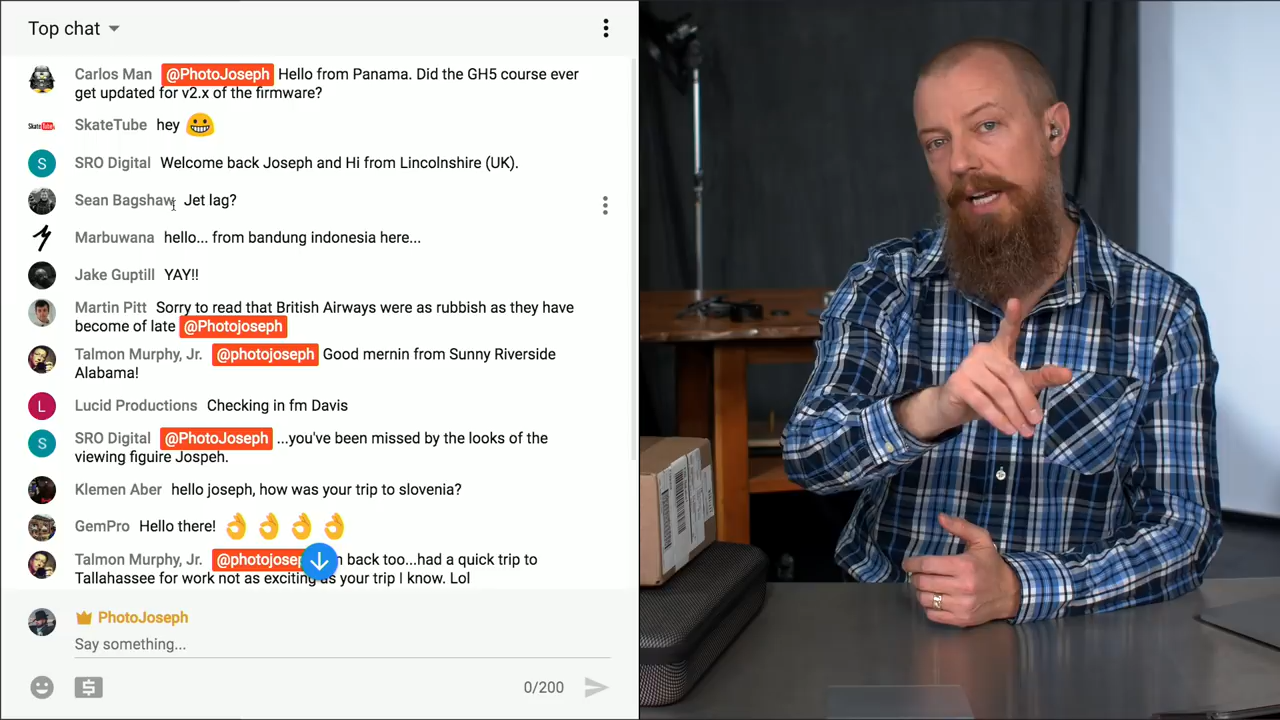 Top chat
Carlos Man @PhotoJoseph Hello from Panama. Did the GH5 course ever
get updated for v2.x of the firmware?
SkateTube hey
S SRO Digital Welcome back Joseph and Hi from Lincolnshire (UK).
Sean Bagshaw Jet lag?
Marbuwana hello... from bandung indonesia here...
Jake Guptill YAY!!
Martin Pitt Sorry to read that British Airways were as rubbish as they have
become of late @Photojoseph
Talmon Murphy, Jr. @photojoseph Good mernin from Sunny Riverside
Alabama!
L Lucid Productions Checking in fm Davis
S SRO Digital @PhotoJoseph ...you've been missed by the looks of the
viewing figuire Jospeh.
Klemen Aber hello joseph, how was your trip to slovenia?
GemPro Hello there!
Talmon Murphy, Jr. back too...had a quick trip to
Tallahassee for work not as exciting as your trip I know. Lol
PhotoJoseph
Say something...
0/200